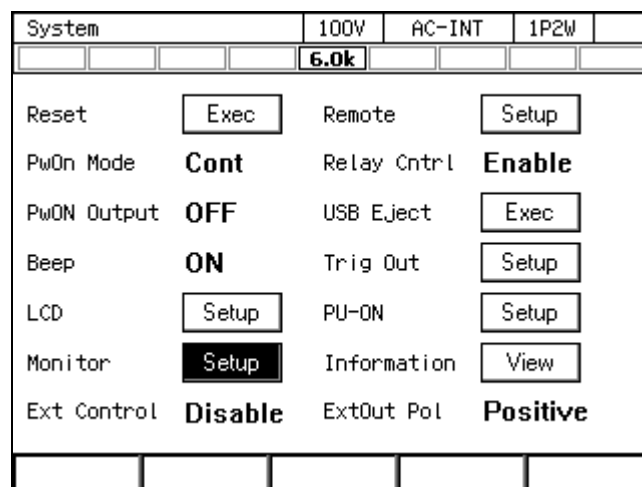 System 100V AC-INT 1P2W
6.0k
Reset Exec Remote Setup
PwOn Mode Cont Relay Cntrl Enable
PwON Output OFF USB Eject Exec
Beep ON Trig Out Setup
LCD Setup PU-ON Setup
Monitor Setup Information View
Ext Control Disable ExtOut Pol Positive